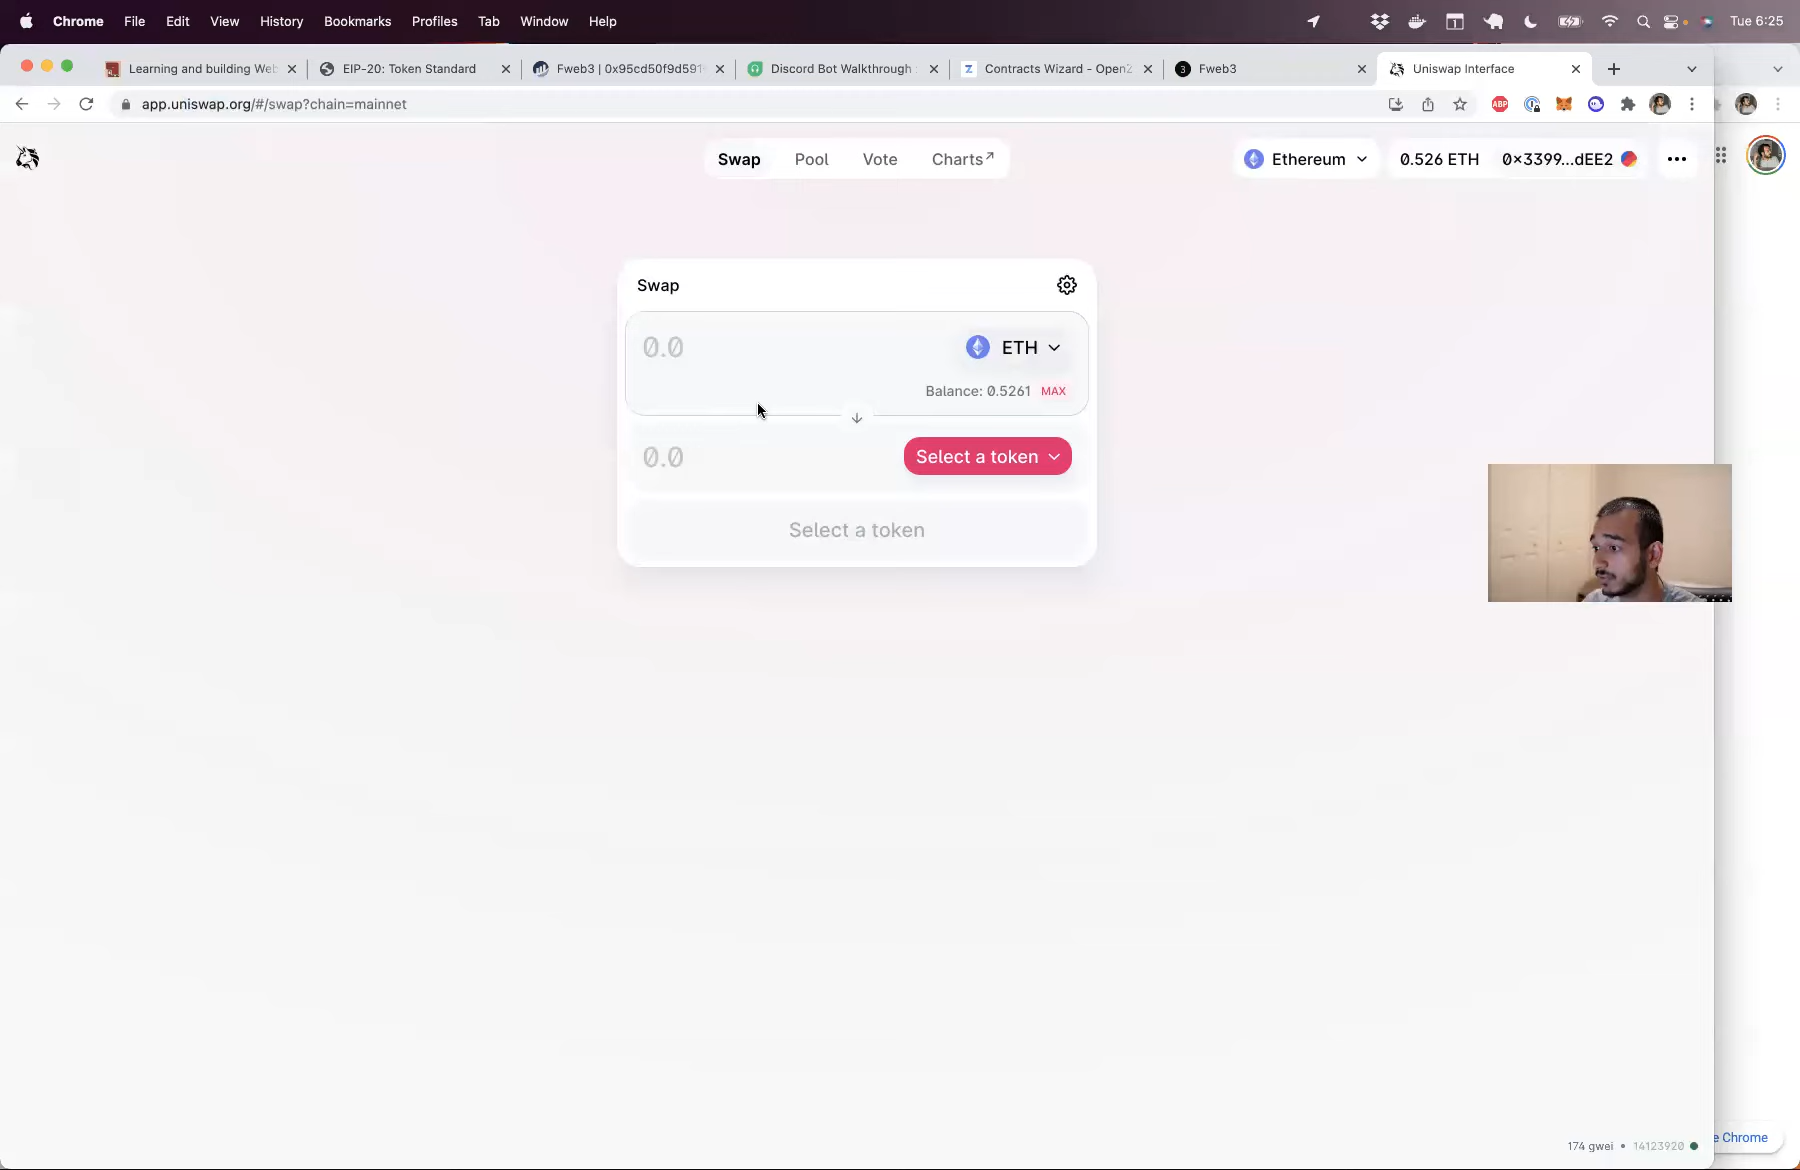 Chrome File Edit View History Bookmarks Profiles Tab Window Help Tue 6:25
Learning and building Web EIP-20: Token Standard Fweb3 | 0x95cd50f9d591 Discord Bot Walkthrough Contracts Wizard - OpenZ Fweb3 Uniswap Interface
app.uniswap.org/#/swap?chain=mainnet ABP
Swap Pool Vote Charts↗ Ethereum 0.526 ETH 0x3399...dEE2
Swap
0.0 ETH
Balance: 0.5261 MAX
0.0 Select a token
Select a token
174 gwei • 14123920 e Chrome